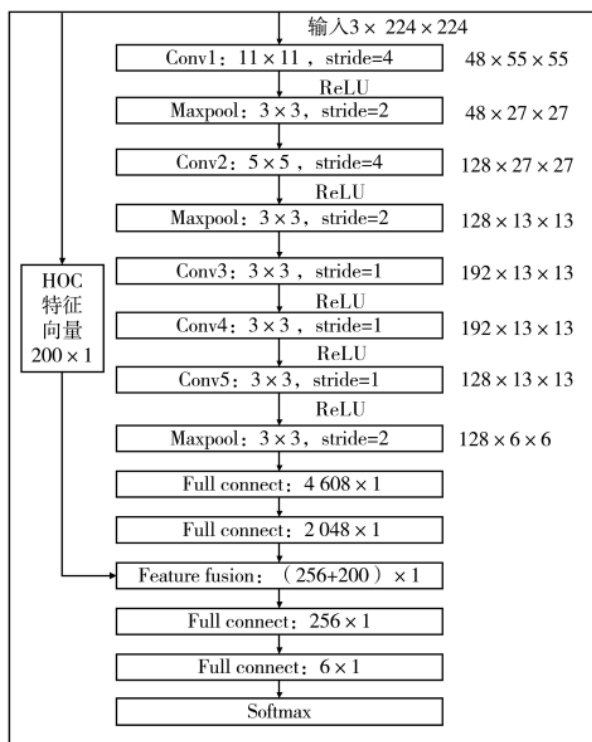 输入3 × 224 × 224
Conv1：11 × 11，stride=4
48 × 55 × 55
ReLU
Maxpool：3 × 3，stride=2
48 × 27 × 27
Conv2：5 × 5，stride=4
128 × 27 × 27
ReLU
Maxpool：3 × 3，stride=2
128 × 13 × 13
HOC
特征
向量
200 × 1
Conv3：3 × 3，stride=1
192 × 13 × 13
ReLU
Conv4：3 × 3，stride=1
192 × 13 × 13
ReLU
Conv5：3 × 3，stride=1
128 × 13 × 13
ReLU
Maxpool：3 × 3，stride=2
128 × 6 × 6
Full connect：4 608 × 1
Full connect：2 048 × 1
Feature fusion：（256+200）× 1
Full connect：256 × 1
Full connect：6 × 1
Softmax